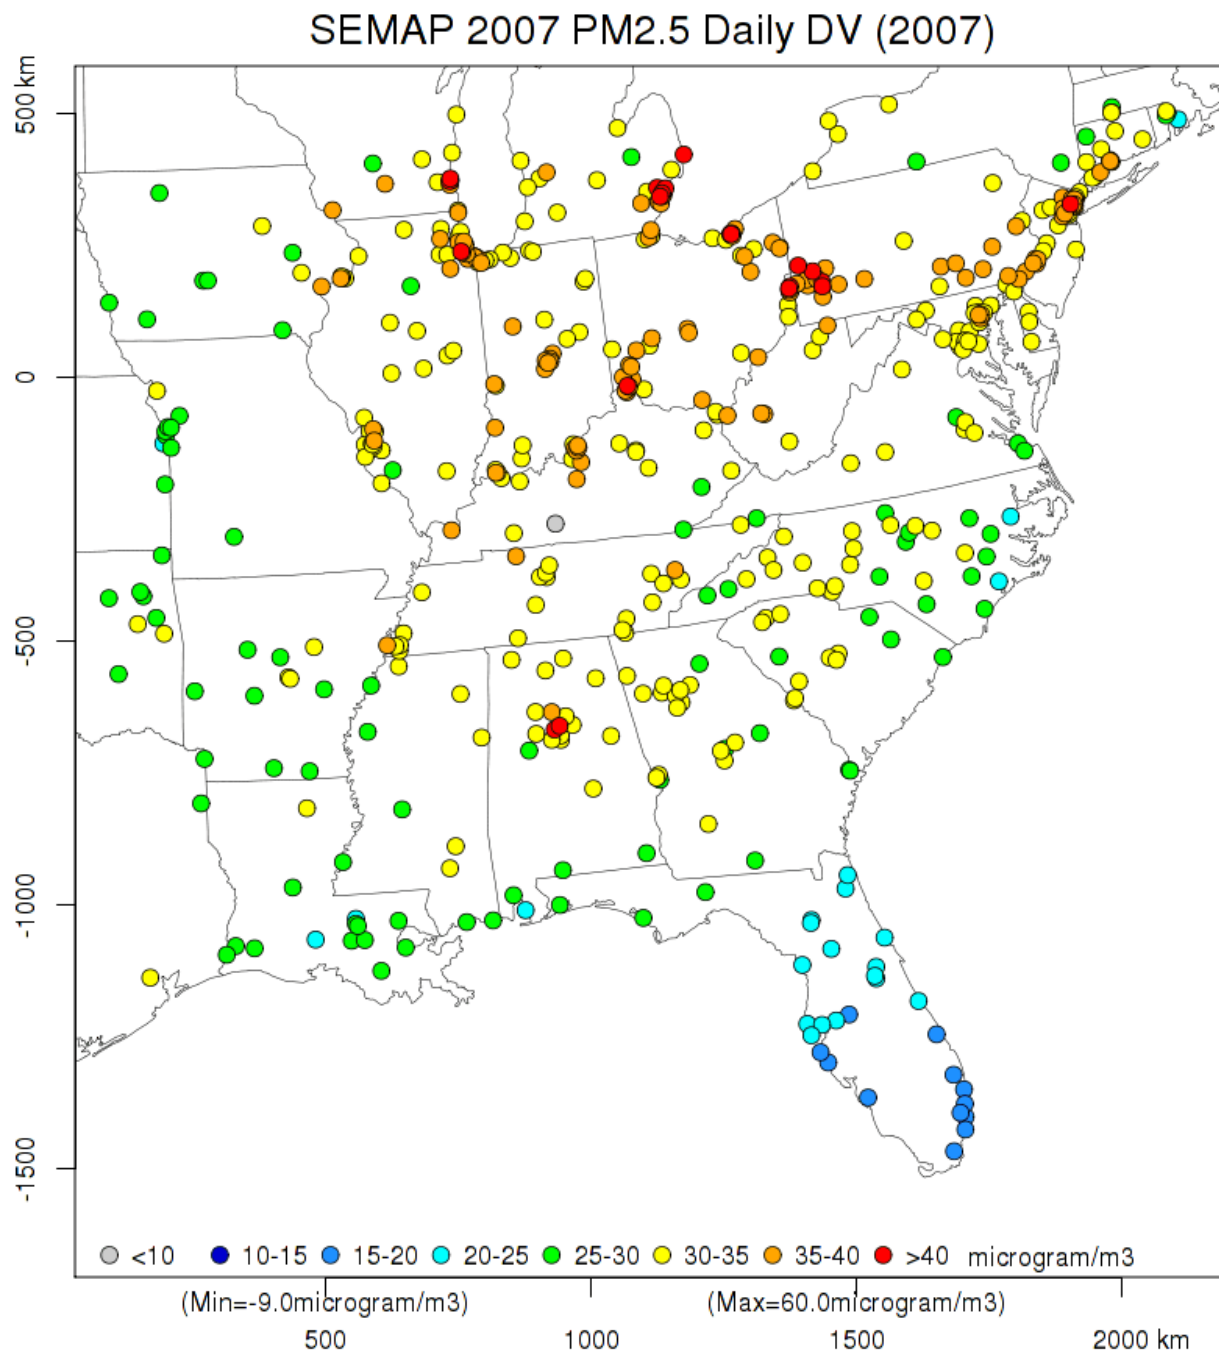 SEMAP 2007 PM2.5 Daily DV (2007)
500 km
0
-500
-1000
-1500
<10 10-15 15-20 20-25 25-30 30-35 35-40 >40 microgram/m3
(Min=-9.0microgram/m3) (Max=60.0microgram/m3)
500 1000 1500 2000 km